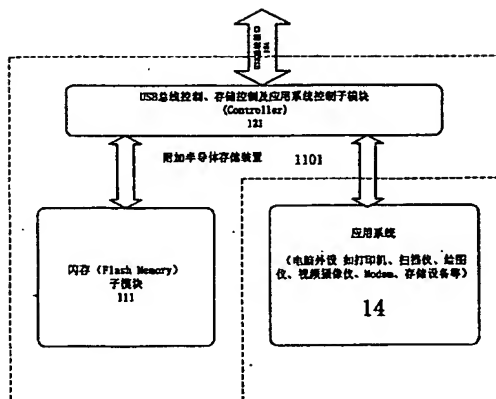 USB总线控制、存储控制及应用系统控制子模块
(Controller)
121
附加半导体存储装置 1101
闪存 (Flash Memory)
子模块
111
应用系统
(电脑外设 如打印机、扫描仪、绘图
仪、视频摄像仪、Modem、存储设备等)
14